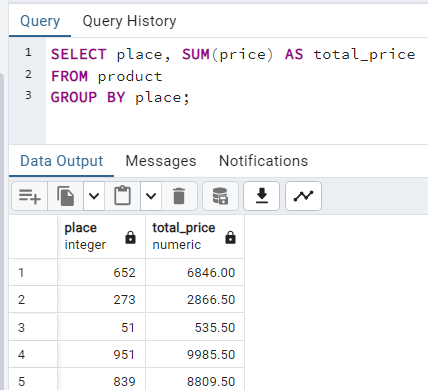 Query Query History
1 SELECT place, SUM(price) AS total_price
2 FROM product
3 GROUP BY place;
Data Output Messages Notifications
place total_price
integer numeric
1 652 6846.00
2 273 2866.50
3 51 535.50
4 951 9985.50
5 839 8809.50